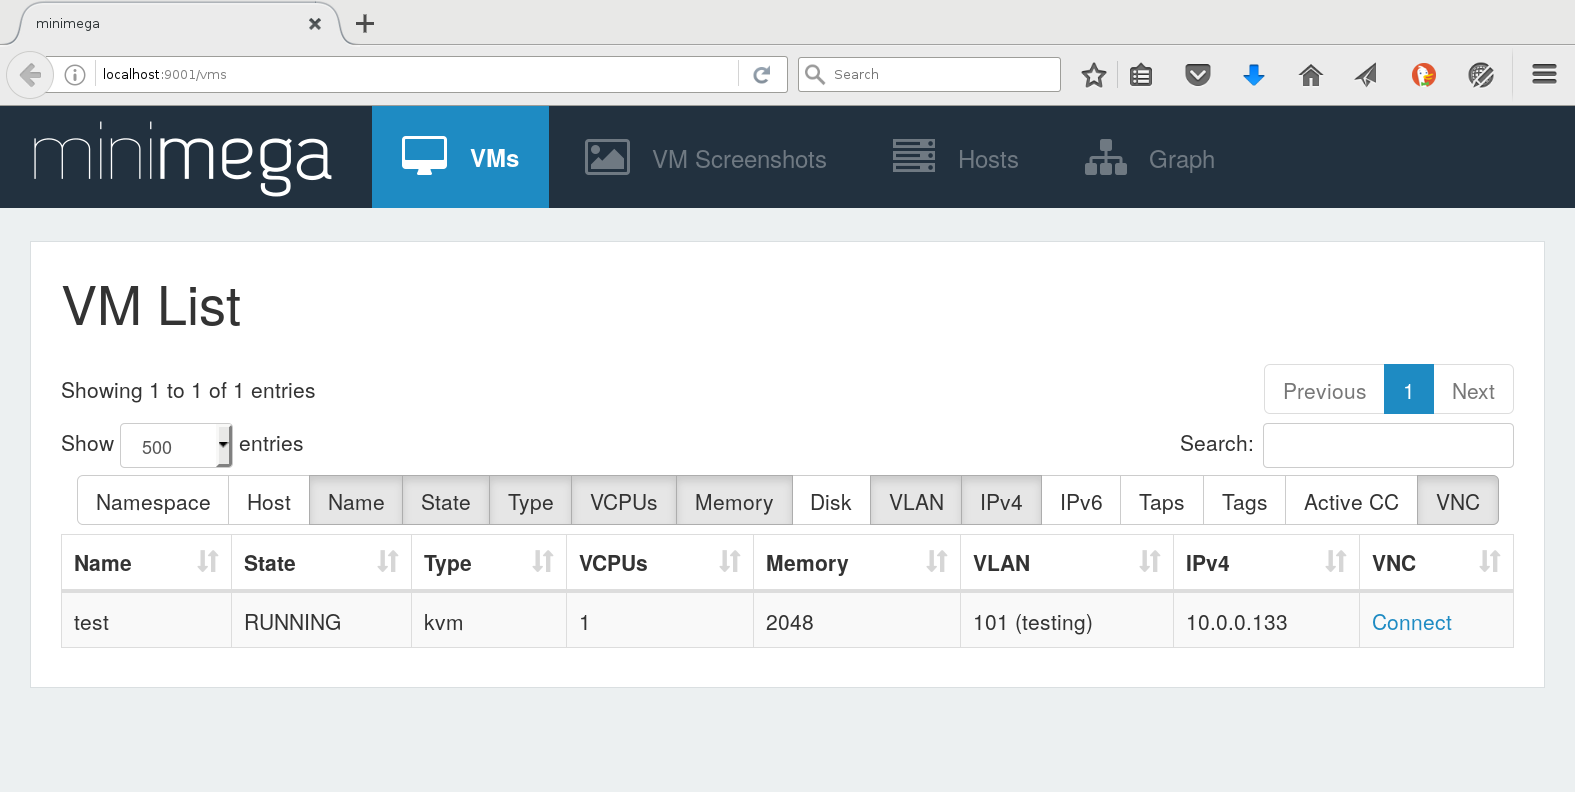 minimega
localhost:9001/vms
Search
minimega
VMs
VM Screenshots
Hosts
Graph
VM List
Showing 1 to 1 of 1 entries
Previous 1 Next
Show 500 entries
Search:
Namespace Host Name State Type VCPUs Memory Disk VLAN IPv4 IPv6 Taps Tags Active CC VNC
Name State Type VCPUs Memory VLAN IPv4 VNC
test RUNNING kvm 1 2048 101 (testing) 10.0.0.133 Connect